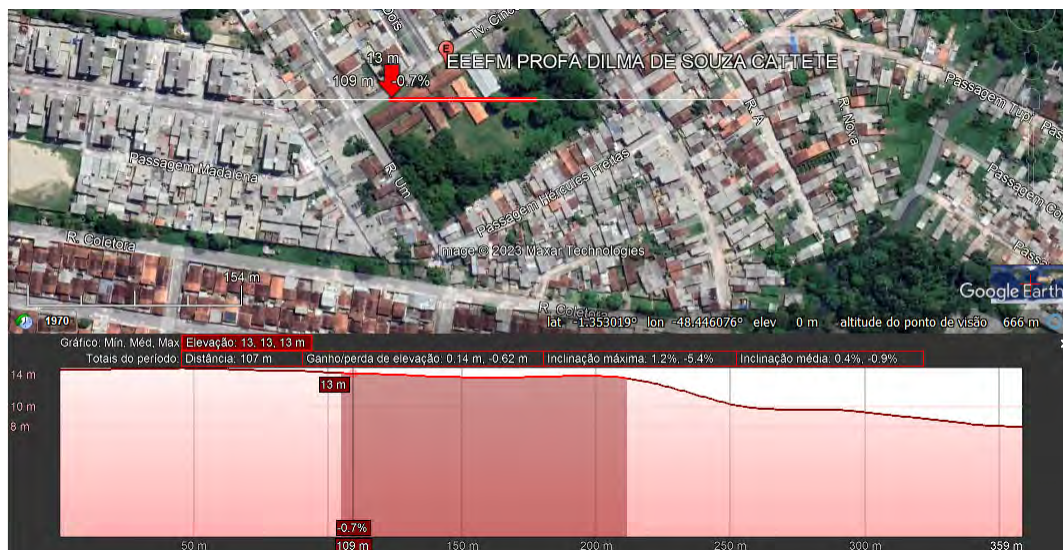 Dois
Tv. Cinco
13 m
E
EEEFM PROFA DILMA DE SOUZA CATTETE
109 m
-0.7%
R. A
R. Nova
Passagem Tup
Passagem Madalena
R. Um
Passagem Hércules Freitas
Passagem
R. Coletora
Image © 2023 Maxar Technologies
154 m
R. Coletora
Google Earth
1970
lat -1.353019° lon -48.446076° elev 0 m altitude do ponto de visão 666 m
Gráfico: Mín, Méd, Max Elevação: 13, 13, 13 m
Totais do período: Distância: 107 m Ganho/perda de elevação: 0,14 m, -0.62 m Inclinação máxima: 1.2%, -5.4% Inclinação média: 0.4%, -0.9%
14 m
13 m
10 m
8 m
-0.7%
50 m 109 m 150 m 200 m 250 m 300 m 359 m